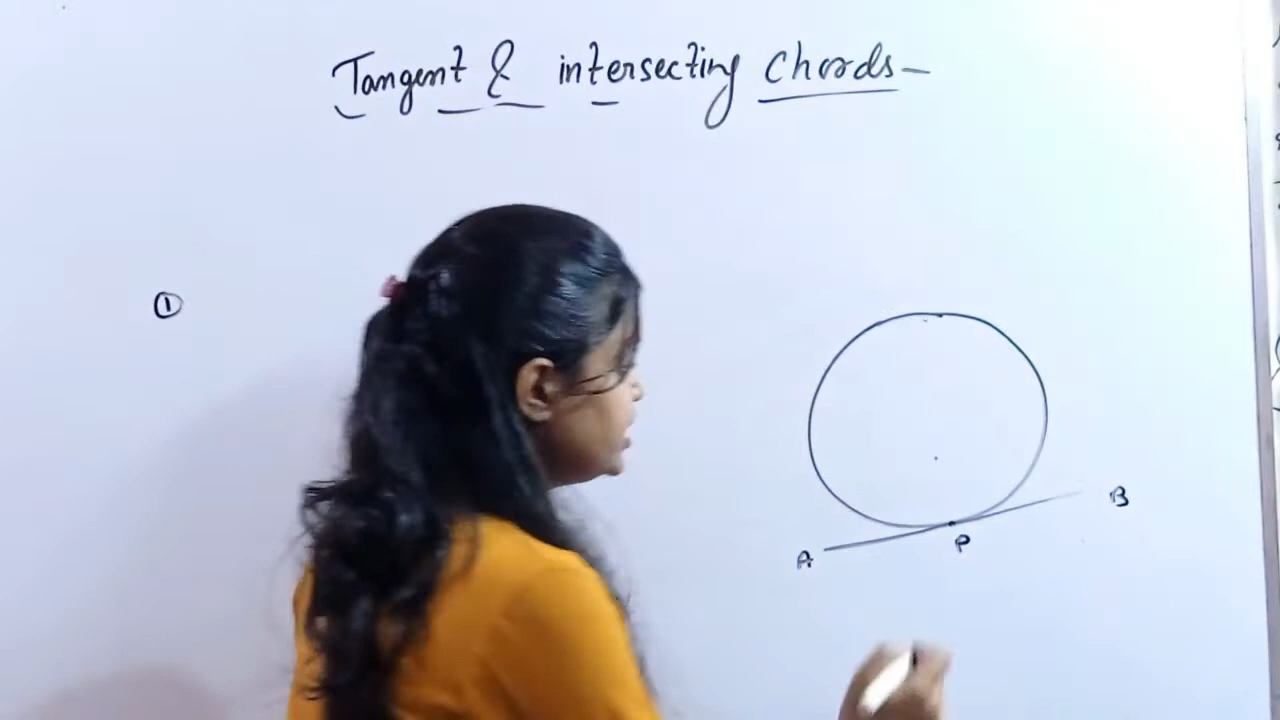 Tangent & intersecting Chords -
①
A
P
B